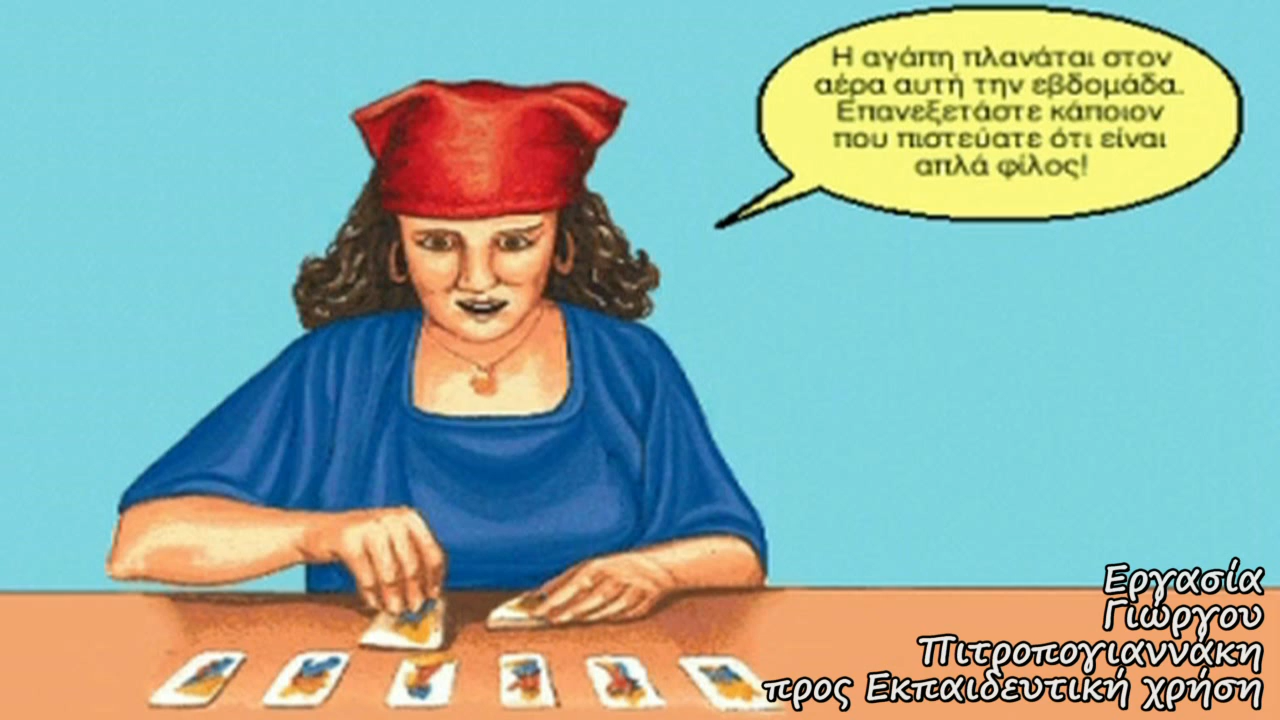 Η αγάπη πλανάται στον
αέρα αυτή την εβδομάδα.
Επανεξετάστε κάποιον
που πιστεύατε ότι είναι
απλά φίλος!
Εργασία
Γιώργου
Πιτροπογιαννάκη
προς Εκπαιδευτική χρήση